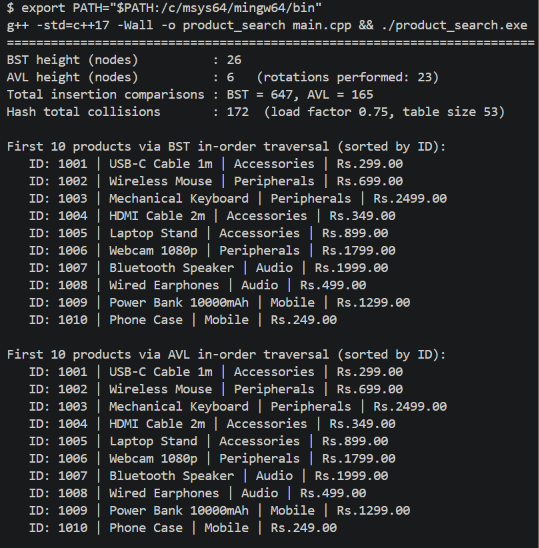 $ export PATH="$PATH:/c/msys64/mingw64/bin"
g++ -std=c++17 -Wall -o product_search main.cpp && ./product_search.exe
======================================================================
BST height (nodes)          : 26
AVL height (nodes)          : 6   (rotations performed: 23)
Total insertion comparisons : BST = 647, AVL = 165
Hash total collisions       : 172  (load factor 0.75, table size 53)

First 10 products via BST in-order traversal (sorted by ID):
   ID: 1001 | USB-C Cable 1m | Accessories | Rs.299.00
   ID: 1002 | Wireless Mouse | Peripherals | Rs.699.00
   ID: 1003 | Mechanical Keyboard | Peripherals | Rs.2499.00
   ID: 1004 | HDMI Cable 2m | Accessories | Rs.349.00
   ID: 1005 | Laptop Stand | Accessories | Rs.899.00
   ID: 1006 | Webcam 1080p | Peripherals | Rs.1799.00
   ID: 1007 | Bluetooth Speaker | Audio | Rs.1999.00
   ID: 1008 | Wired Earphones | Audio | Rs.499.00
   ID: 1009 | Power Bank 10000mAh | Mobile | Rs.1299.00
   ID: 1010 | Phone Case | Mobile | Rs.249.00

First 10 products via AVL in-order traversal (sorted by ID):
   ID: 1001 | USB-C Cable 1m | Accessories | Rs.299.00
   ID: 1002 | Wireless Mouse | Peripherals | Rs.699.00
   ID: 1003 | Mechanical Keyboard | Peripherals | Rs.2499.00
   ID: 1004 | HDMI Cable 2m | Accessories | Rs.349.00
   ID: 1005 | Laptop Stand | Accessories | Rs.899.00
   ID: 1006 | Webcam 1080p | Peripherals | Rs.1799.00
   ID: 1007 | Bluetooth Speaker | Audio | Rs.1999.00
   ID: 1008 | Wired Earphones | Audio | Rs.499.00
   ID: 1009 | Power Bank 10000mAh | Mobile | Rs.1299.00
   ID: 1010 | Phone Case | Mobile | Rs.249.00